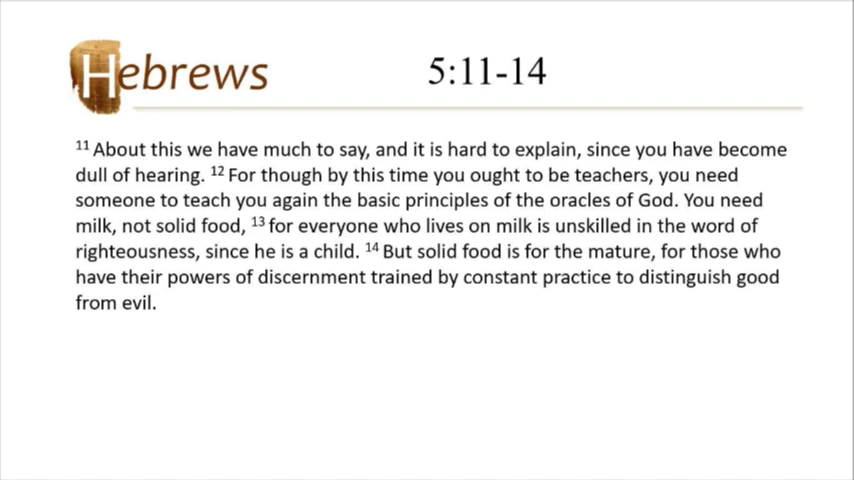 Hebrews 5:11-14
11 About this we have much to say, and it is hard to explain, since you have become
dull of hearing. 12 For though by this time you ought to be teachers, you need
someone to teach you again the basic principles of the oracles of God. You need
milk, not solid food, 13 for everyone who lives on milk is unskilled in the word of
righteousness, since he is a child. 14 But solid food is for the mature, for those who
have their powers of discernment trained by constant practice to distinguish good
from evil.